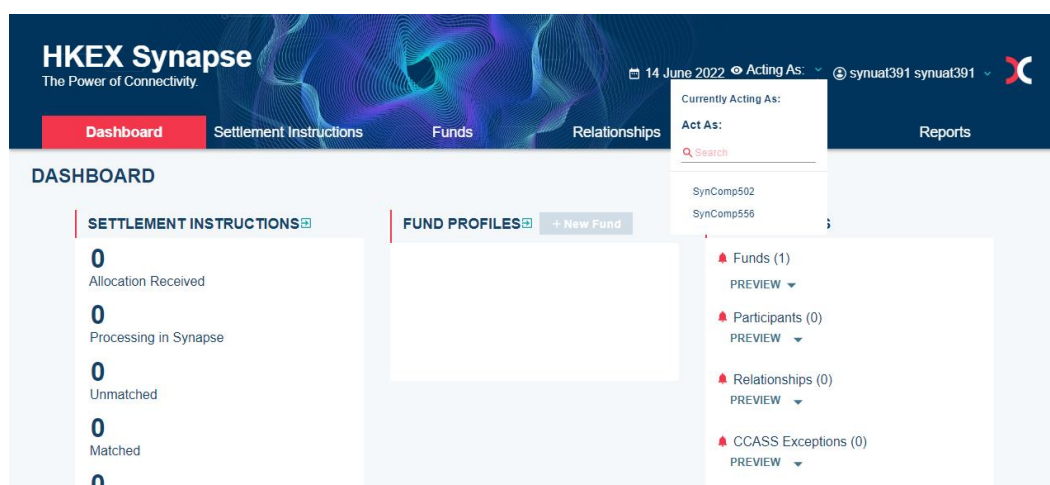 HKEX Synapse
The Power of Connectivity.
14 June 2022 Acting As: synuat391 synuat391
Currently Acting As:
Act As:
Search
SynComp502
SynComp556
Dashboard Settlement Instructions Funds Relationships Reports
DASHBOARD
SETTLEMENT INSTRUCTIONS
0
Allocation Received
0
Processing in Synapse
0
Unmatched
0
Matched
FUND PROFILES + New Fund
Funds (1)
PREVIEW
Participants (0)
PREVIEW
Relationships (0)
PREVIEW
CCASS Exceptions (0)
PREVIEW